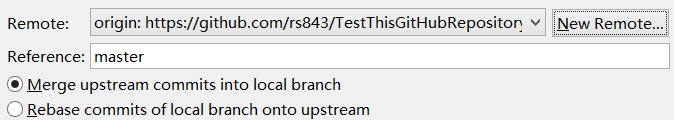 Remote: origin: https://github.com/rs843/TestThisGitHubRepository New Remote...
Reference: master
Merge upstream commits into local branch
Rebase commits of local branch onto upstream